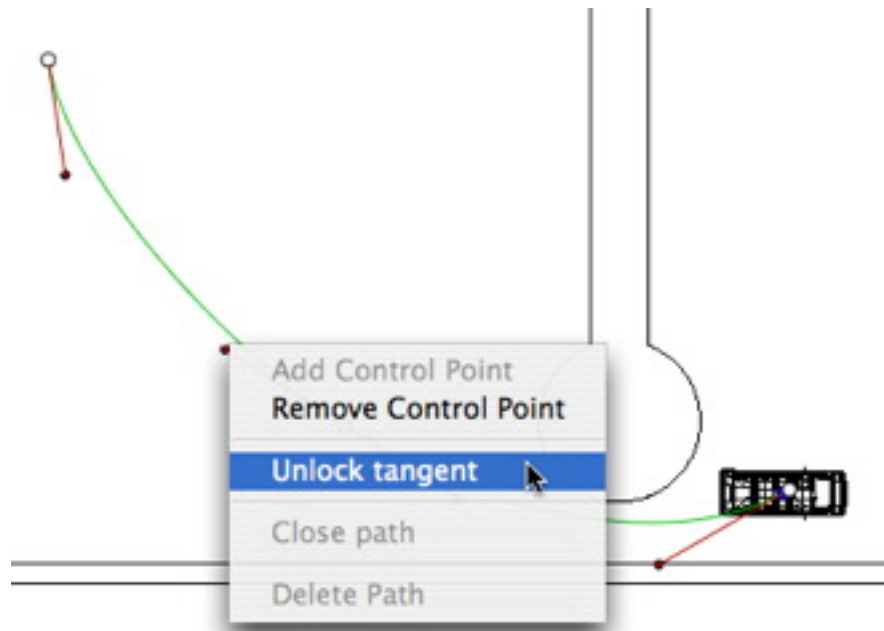 Add Control Point
Remove Control Point
Unlock tangent
Close path
Delete Path